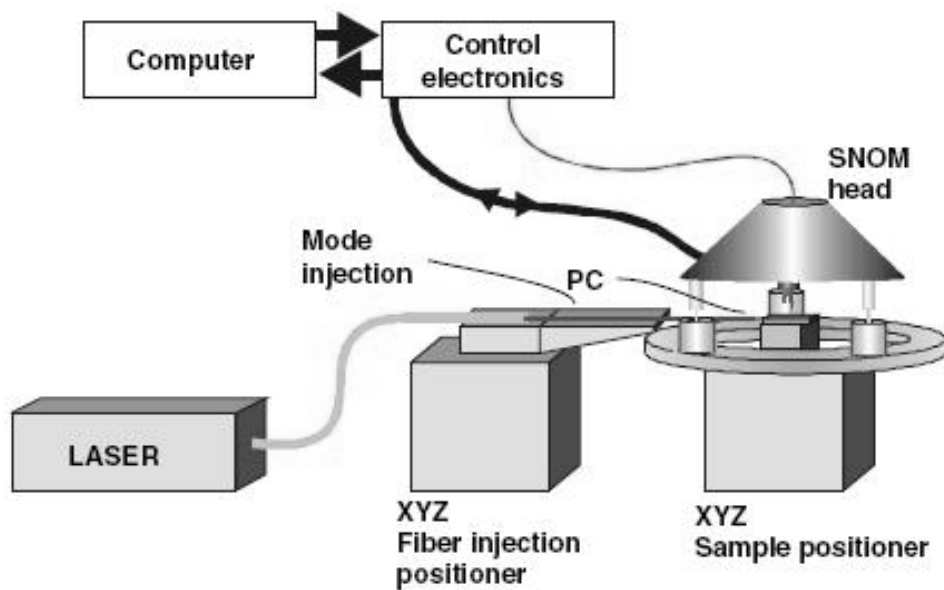 Computer
Control
electronics
SNOM
head
Mode
injection
PC
LASER
XYZ
Fiber injection
positioner
XYZ
Sample positioner